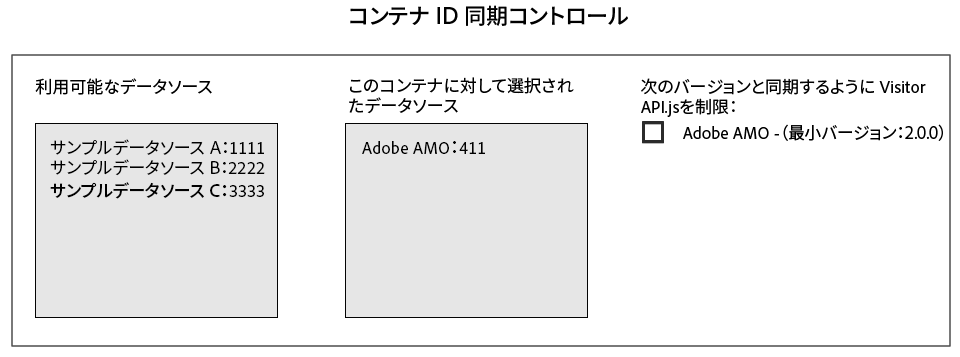 コンテナ ID 同期コントロール
利用可能なデータソース
サンプルデータソース A：1111
サンプルデータソース B：2222
サンプルデータソース C：3333
このコンテナに対して選択され
たデータソース
Adobe AMO：411
次のバージョンと同期するように Visitor
API.jsを制限：
Adobe AMO -（最小バージョン：2.0.0）